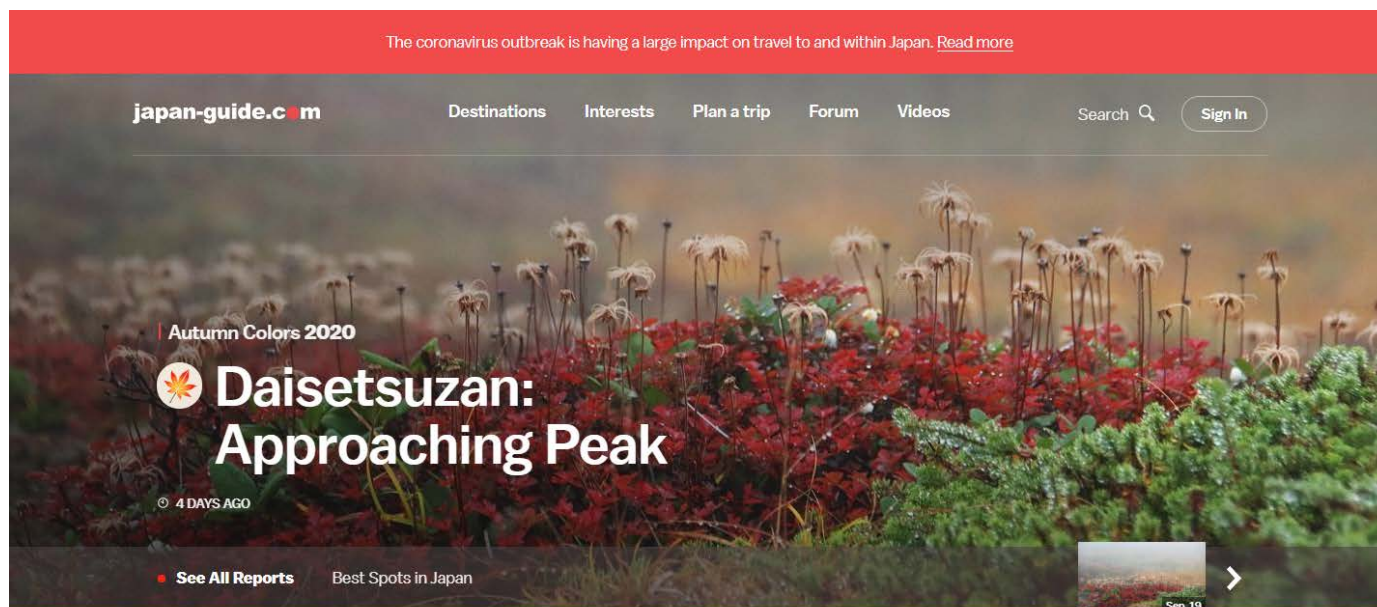 The coronavirus outbreak is having a large impact on travel to and within Japan. Read more
japan-guide.com
Destinations
Interests
Plan a trip
Forum
Videos
Search
Sign In
Autumn Colors 2020
Daisetsuzan:
Approaching Peak
4 DAYS AGO
See All Reports
Best Spots in Japan
Sep 19